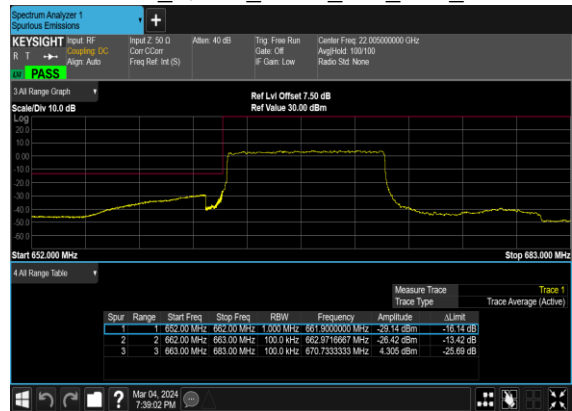 Spectrum Analyzer 1
Spurious Emissions
KEYSIGHT Input: RF Input Z: 50 Ω Atten: 40 dB Trig: Free Run Center Freq: 22.005000000 GHz
R T Coupling: DC Corr CCorr Gate: Off Avg|Hold: 100/100
Align: Auto Freq Ref: Int (S) IF Gain: Low Radio Std: None
LW PASS
3 All Range Graph
Ref Lvl Offset 7.50 dB
Scale/Div 10.0 dB Ref Value 30.00 dBm
Log
20.0
10.0
0.00
-10.0
-20.0
-30.0
-40.0
-50.0
-60.0
Start 652.000 MHz Stop 683.000 MHz
4 All Range Table
Measure Trace Trace 1
Trace Type Trace Average (Active)
Spur Range Start Freq Stop Freq RBW Frequency Amplitude ΔLimit
1 1 652.00 MHz 662.00 MHz 1.000 MHz 661.9000000 MHz -29.14 dBm -16.14 dB
2 2 662.00 MHz 663.00 MHz 100.0 kHz 662.9716667 MHz -26.42 dBm -13.42 dB
3 3 663.00 MHz 683.00 MHz 100.0 kHz 670.7333333 MHz 4.305 dBm -25.69 dB
? Mar 04, 2024
7:39:02 PM